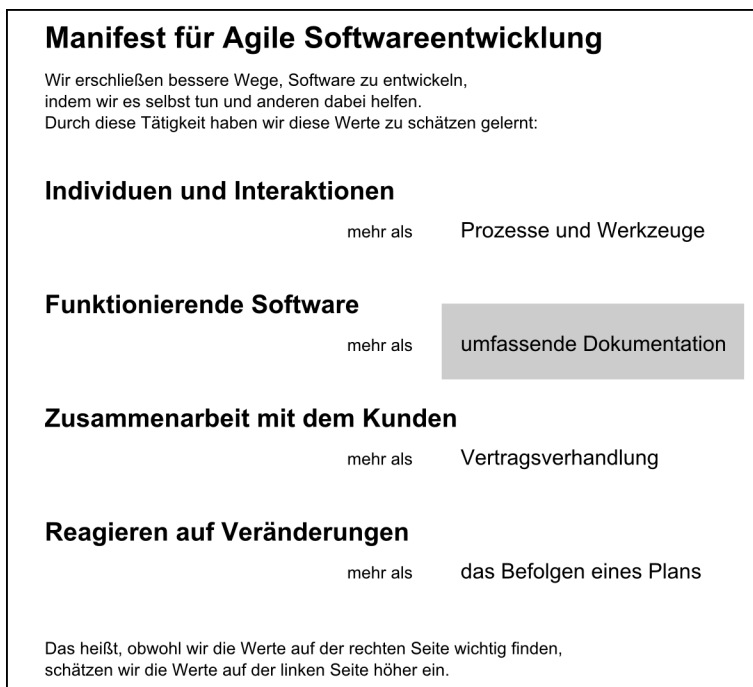 Manifest für Agile Softwareentwicklung
Wir erschließen bessere Wege, Software zu entwickeln,
indem wir es selbst tun und anderen dabei helfen.
Durch diese Tätigkeit haben wir diese Werte zu schätzen gelernt:
Individuen und Interaktionen
mehr als Prozesse und Werkzeuge
Funktionierende Software
mehr als umfassende Dokumentation
Zusammenarbeit mit dem Kunden
mehr als Vertragsverhandlung
Reagieren auf Veränderungen
mehr als das Befolgen eines Plans
Das heißt, obwohl wir die Werte auf der rechten Seite wichtig finden,
schätzen wir die Werte auf der linken Seite höher ein.